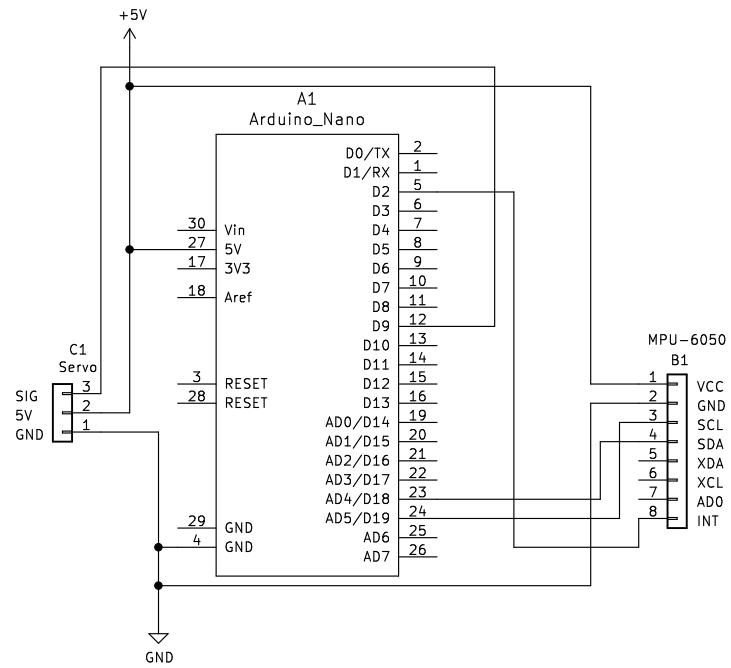 +5V
A1
Arduino_Nano
D0/TX 2
D1/RX 1
D2 5
D3 6
30 Vin D4 7
27 5V D5 8
17 3V3 D6 9
D7 10
18 Aref
D8 11
D9 12
D10 13
D11 14
3 RESET D12 15
28 RESET D13 16
AD0/D14 19
AD1/D15 20
AD2/D16 21
AD3/D17 22
AD4/D18 23
AD5/D19 24
29 GND
AD6 25
4 GND
AD7 26
C1
Servo
SIG 3
5V 2
GND 1
MPU-6050
B1
1 VCC
2 GND
3 SCL
4 SDA
5 XDA
6 XCL
7 AD0
8 INT
GND